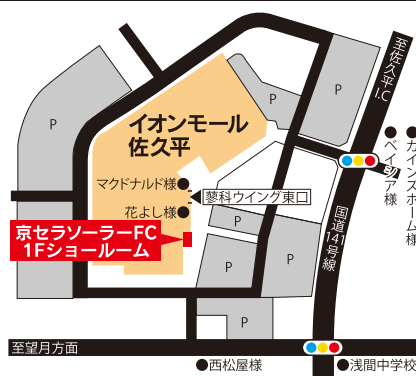 至佐久平I.C
P
P
P
イオンモール
佐久平
カインズホーム様
ベイシア様
マクドナルド様
蓼科ウイング東口
花よし様
P
国道141号線
京セラソーラーFC
1Fショールーム
P
P
P
至望月方面
西松屋様
浅間中学校